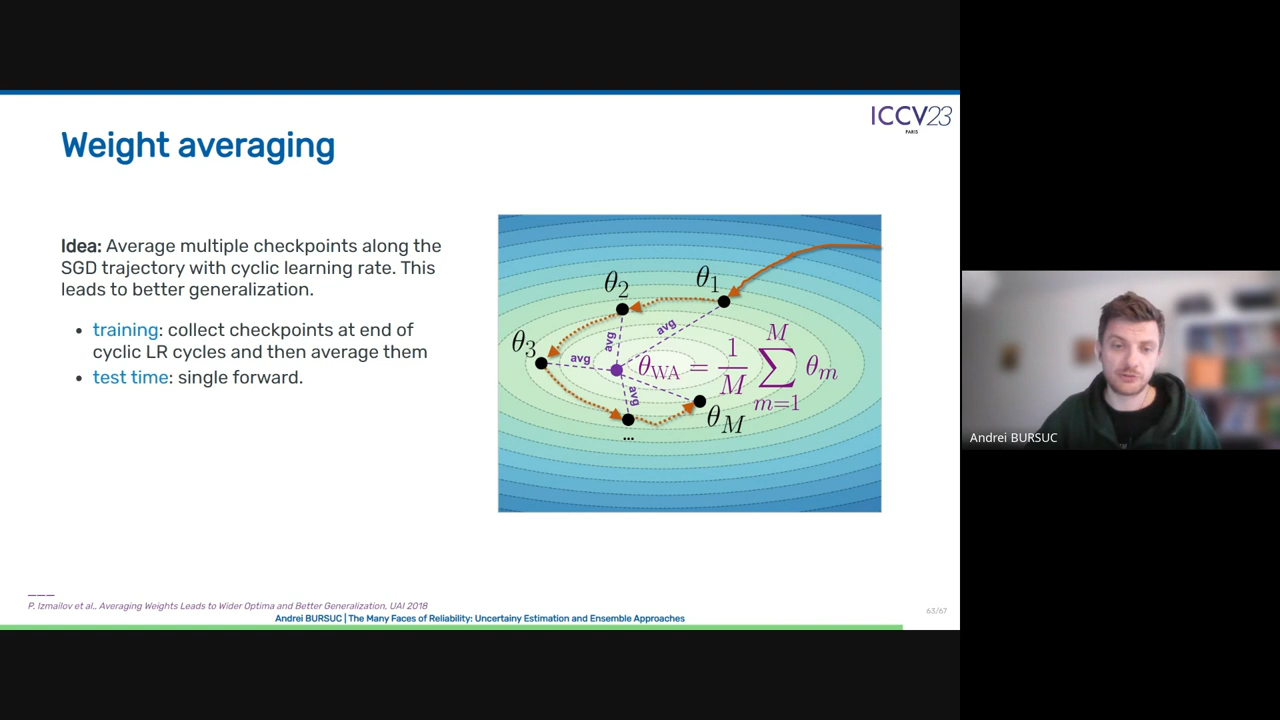 ICCV23
PARIS
Weight averaging
Idea: Average multiple checkpoints along the
SGD trajectory with cyclic learning rate. This
leads to better generalization.
• training: collect checkpoints at end of
cyclic LR cycles and then average them
• test time: single forward.
θ₁
θ₂
θ₃
avg
avg
avg
avg
θ_WA = \frac{1}{M} \sum_{m=1}^{M} θ_m
θ_M
...
Andrei BURSUC
P. Izmailov et al., Averaging Weights Leads to Wider Optima and Better Generalization, UAI 2018
63/67
Andrei BURSUC | The Many Faces of Reliability: Uncertainy Estimation and Ensemble Approaches